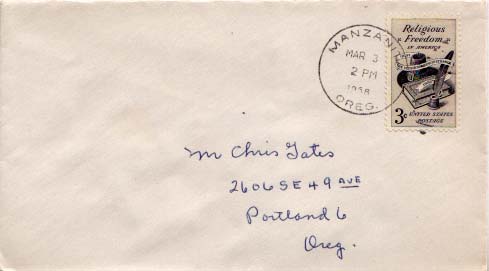 MANZANITA
MAR 3
2 PM
1958
OREG.
Religious
Freedom
IN AMERICA
3¢
UNITED STATES
POSTAGE
Mr Chris Gates
2606 SE 49 AVE
Portland 6
Oreg.